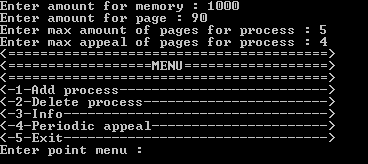 Enter amount for memory : 1000
Enter amount for page : 90
Enter max amount of pages for process : 5
Enter max appeal of pages for process : 4
<=======================================>
<==================MENU=================>
<=======================================>
<-1-Add process------------------------->
<-2-Delete process---------------------->
<-3-Info-------------------------------->
<-4-Periodic appeal--------------------->
<-5-Exit-------------------------------->
Enter point menu :